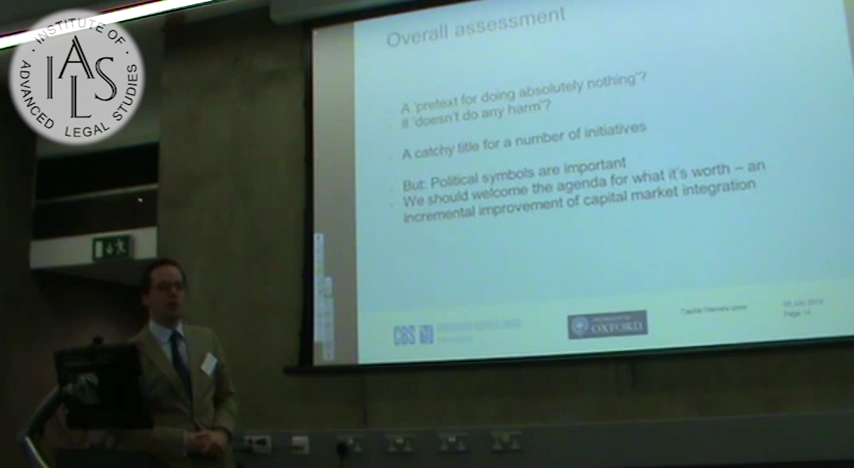 INSTITUTE OF
ADVANCED LEGAL STUDIES
IALS
Overall assessment
A 'pretext for doing absolutely nothing'?
It 'doesn't do any harm'?
A catchy title for a number of initiatives
But: Political symbols are important
We should welcome the agenda for what it's worth – an
incremental improvement of capital market integration
CBS
OXFORD
Capital Markets Union
Page 14